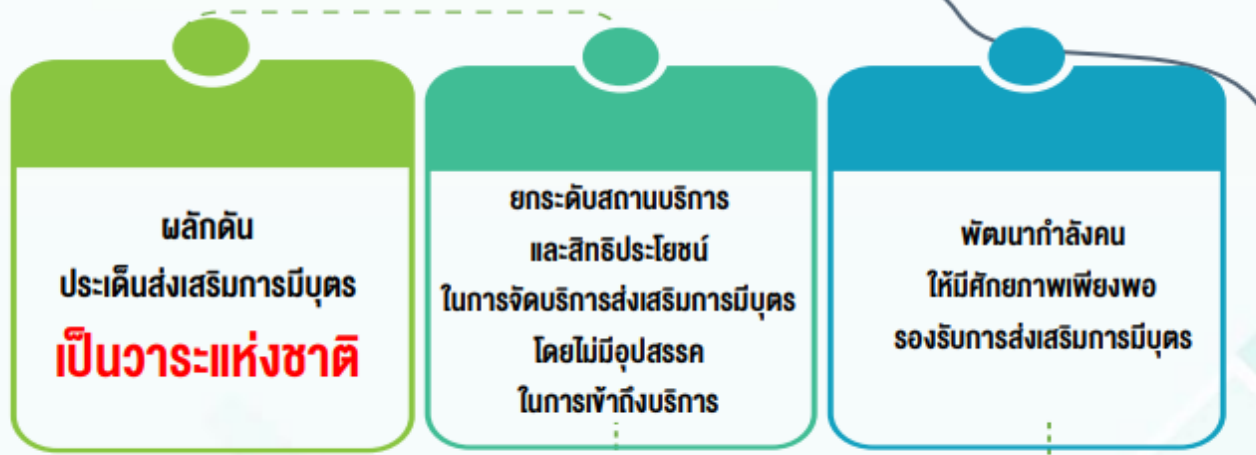 ผลักดัน
ประเด็นส่งเสริมการมีบุตร
เป็นวาระแห่งชาติ
ยกระดับสถานบริการ
และสิทธิประโยชน์
ในการจัดบริการส่งเสริมการมีบุตร
โดยไม่มีอุปสรรค
ในการเข้าถึงบริการ
พัฒนากำลังคน
ให้มีศักยภาพเพียงพอ
รองรับการส่งเสริมการมีบุตร